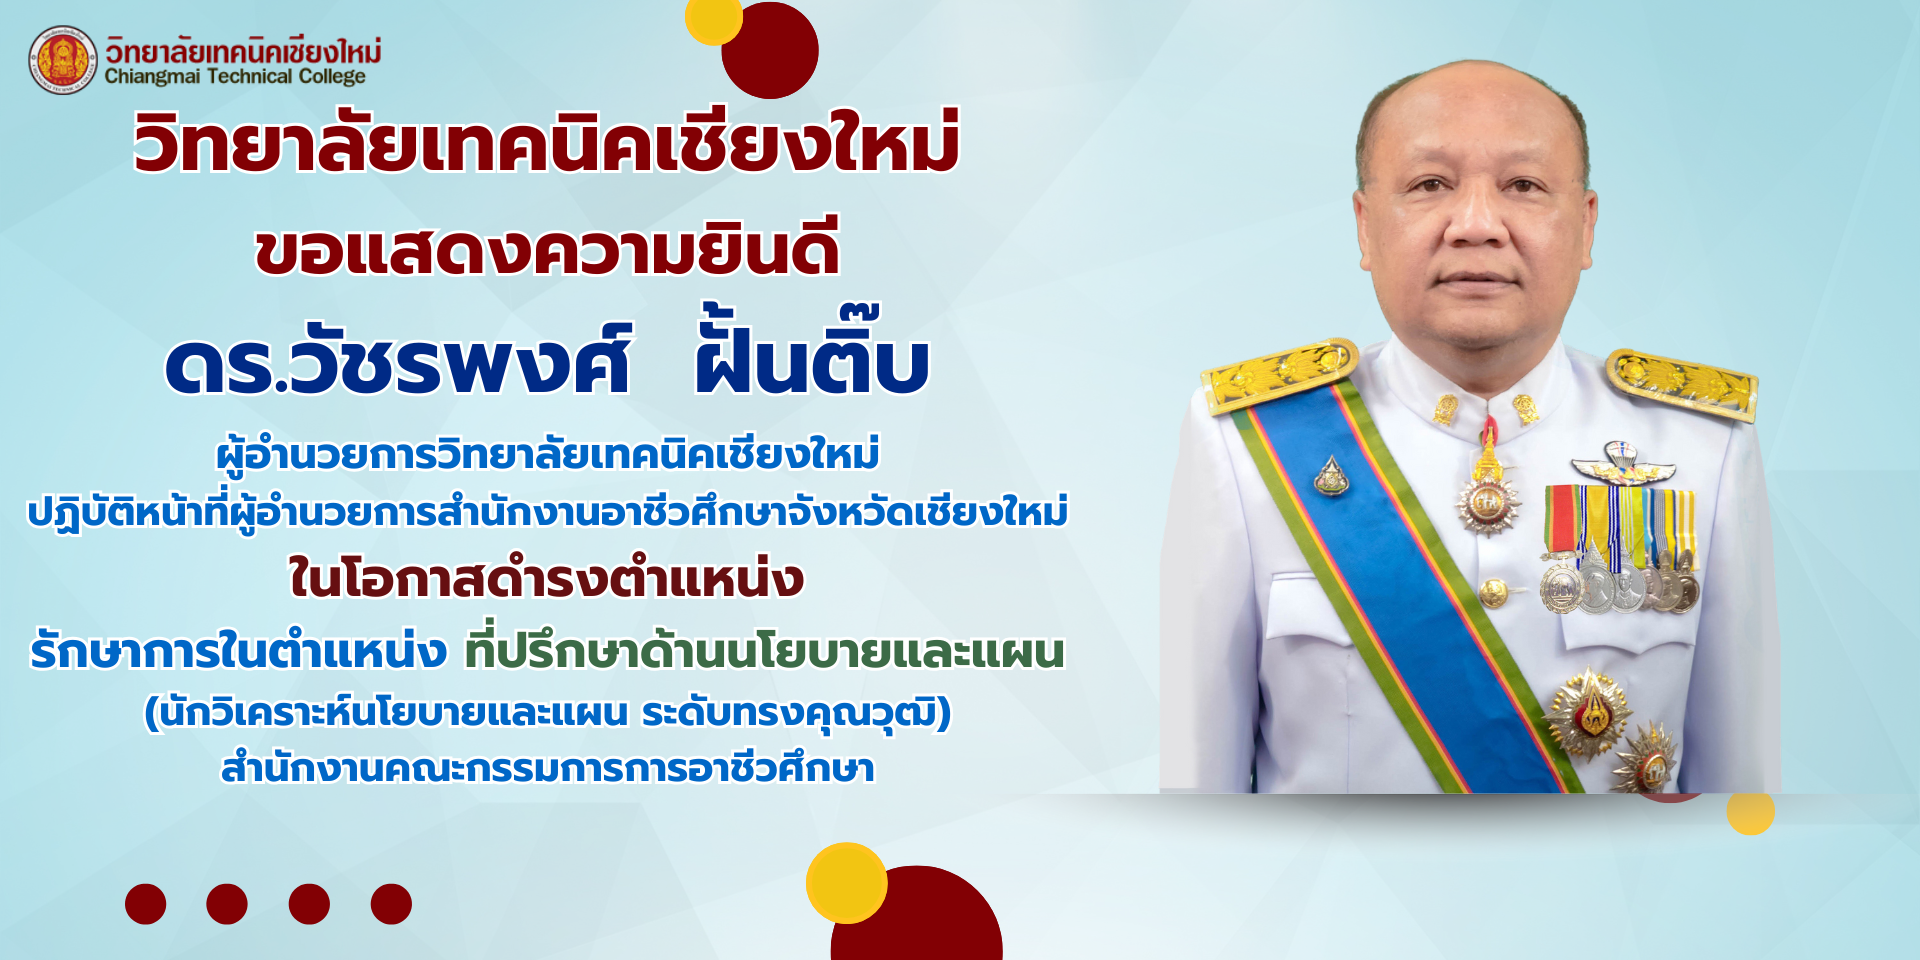 วิทยาลัยเทคนิคเชียงใหม่
Chiangmai Technical College
วิทยาลัยเทคนิคเชียงใหม่
ขอแสดงความยินดี
ดร.วัชรพงศ์ ฝั้นติ๊บ
ผู้อำนวยการวิทยาลัยเทคนิคเชียงใหม่
ปฏิบัติหน้าที่ผู้อำนวยการสำนักงานอาชีวศึกษาจังหวัดเชียงใหม่
ในโอกาสดำรงตำแหน่ง
รักษาการในตำแหน่ง ที่ปรึกษาด้านนโยบายและแผน
(นักวิเคราะห์นโยบายและแผน ระดับทรงคุณวุฒิ)
สำนักงานคณะกรรมการการอาชีวศึกษา